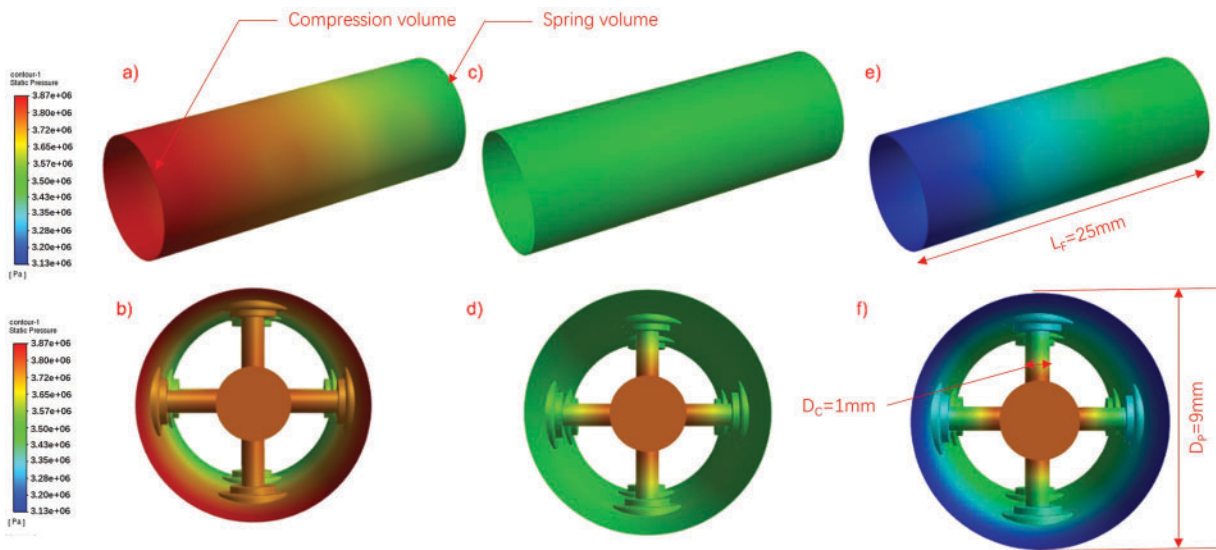 Compression volume
Spring volume
a)
c)
e)
contour-1
Static Pressure
3.87e+06
3.80e+06
3.72e+06
3.65e+06
3.57e+06
3.50e+06
3.43e+06
3.35e+06
3.28e+06
3.20e+06
3.13e+06
[ Pa ]
L_F=25mm
b)
d)
f)
contour-1
Static Pressure
3.87e+06
3.80e+06
3.72e+06
3.65e+06
3.57e+06
3.50e+06
3.43e+06
3.35e+06
3.28e+06
3.20e+06
3.13e+06
[ Pa ]
D_C=1mm
D_P=9mm